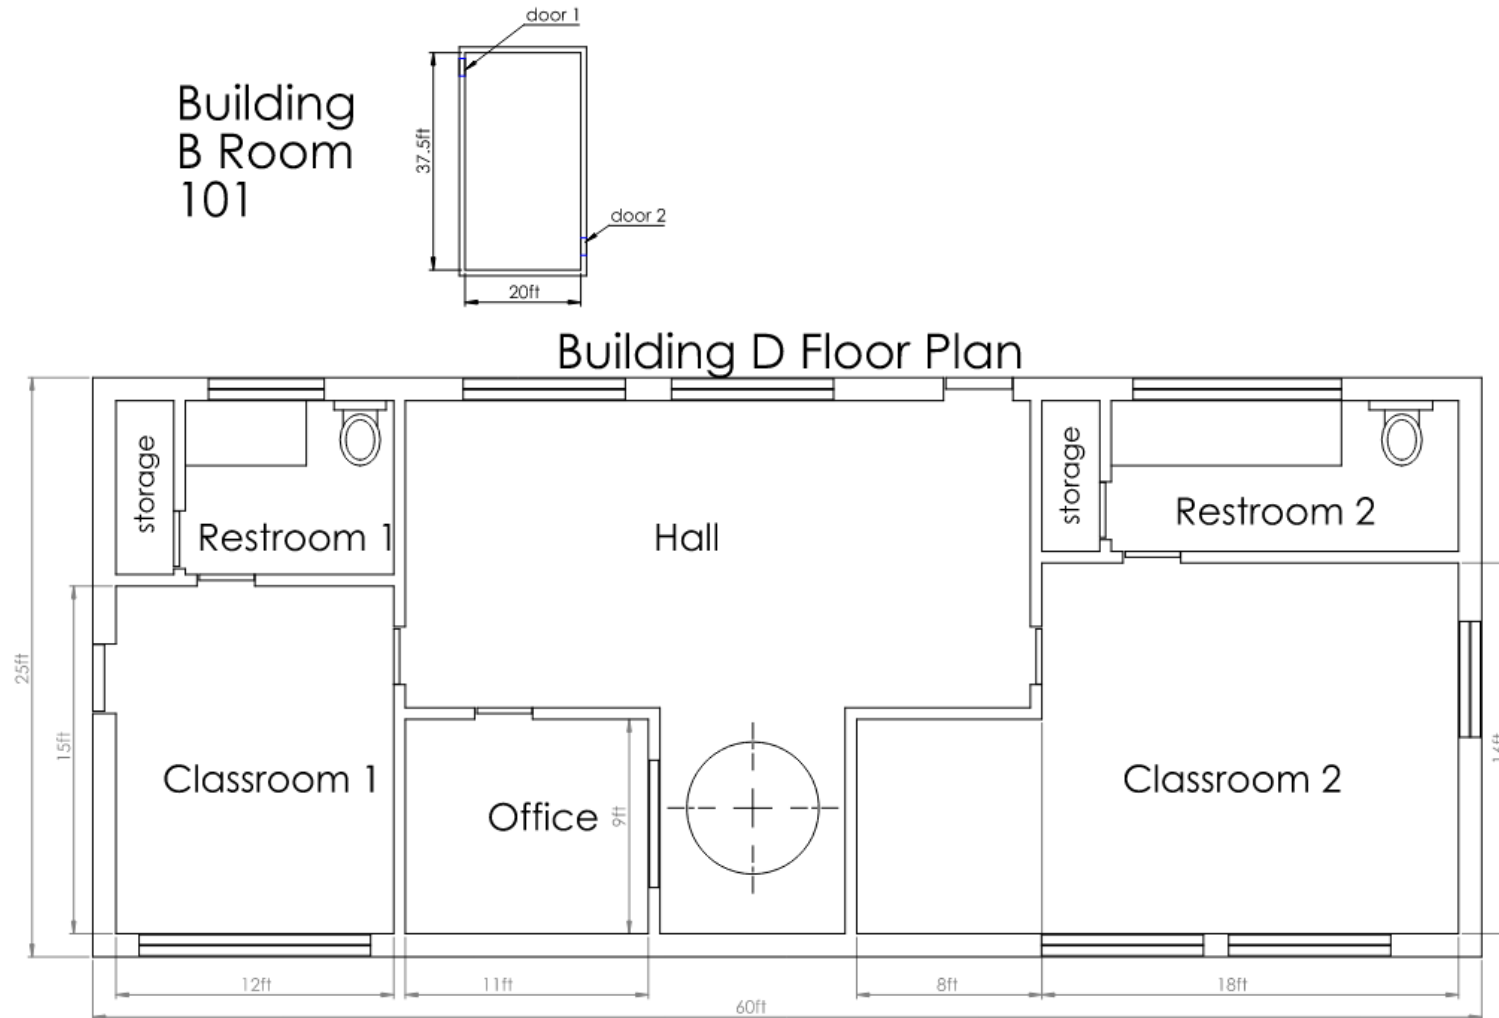 door 1
Building
B Room
101
37.5ft
door 2
20ft
Building D Floor Plan
storage
Restroom 1
Hall
storage
Restroom 2
25ft
15ft
Classroom 1
Office
9ft
Classroom 2
16ft
12ft
11ft
8ft
18ft
60ft